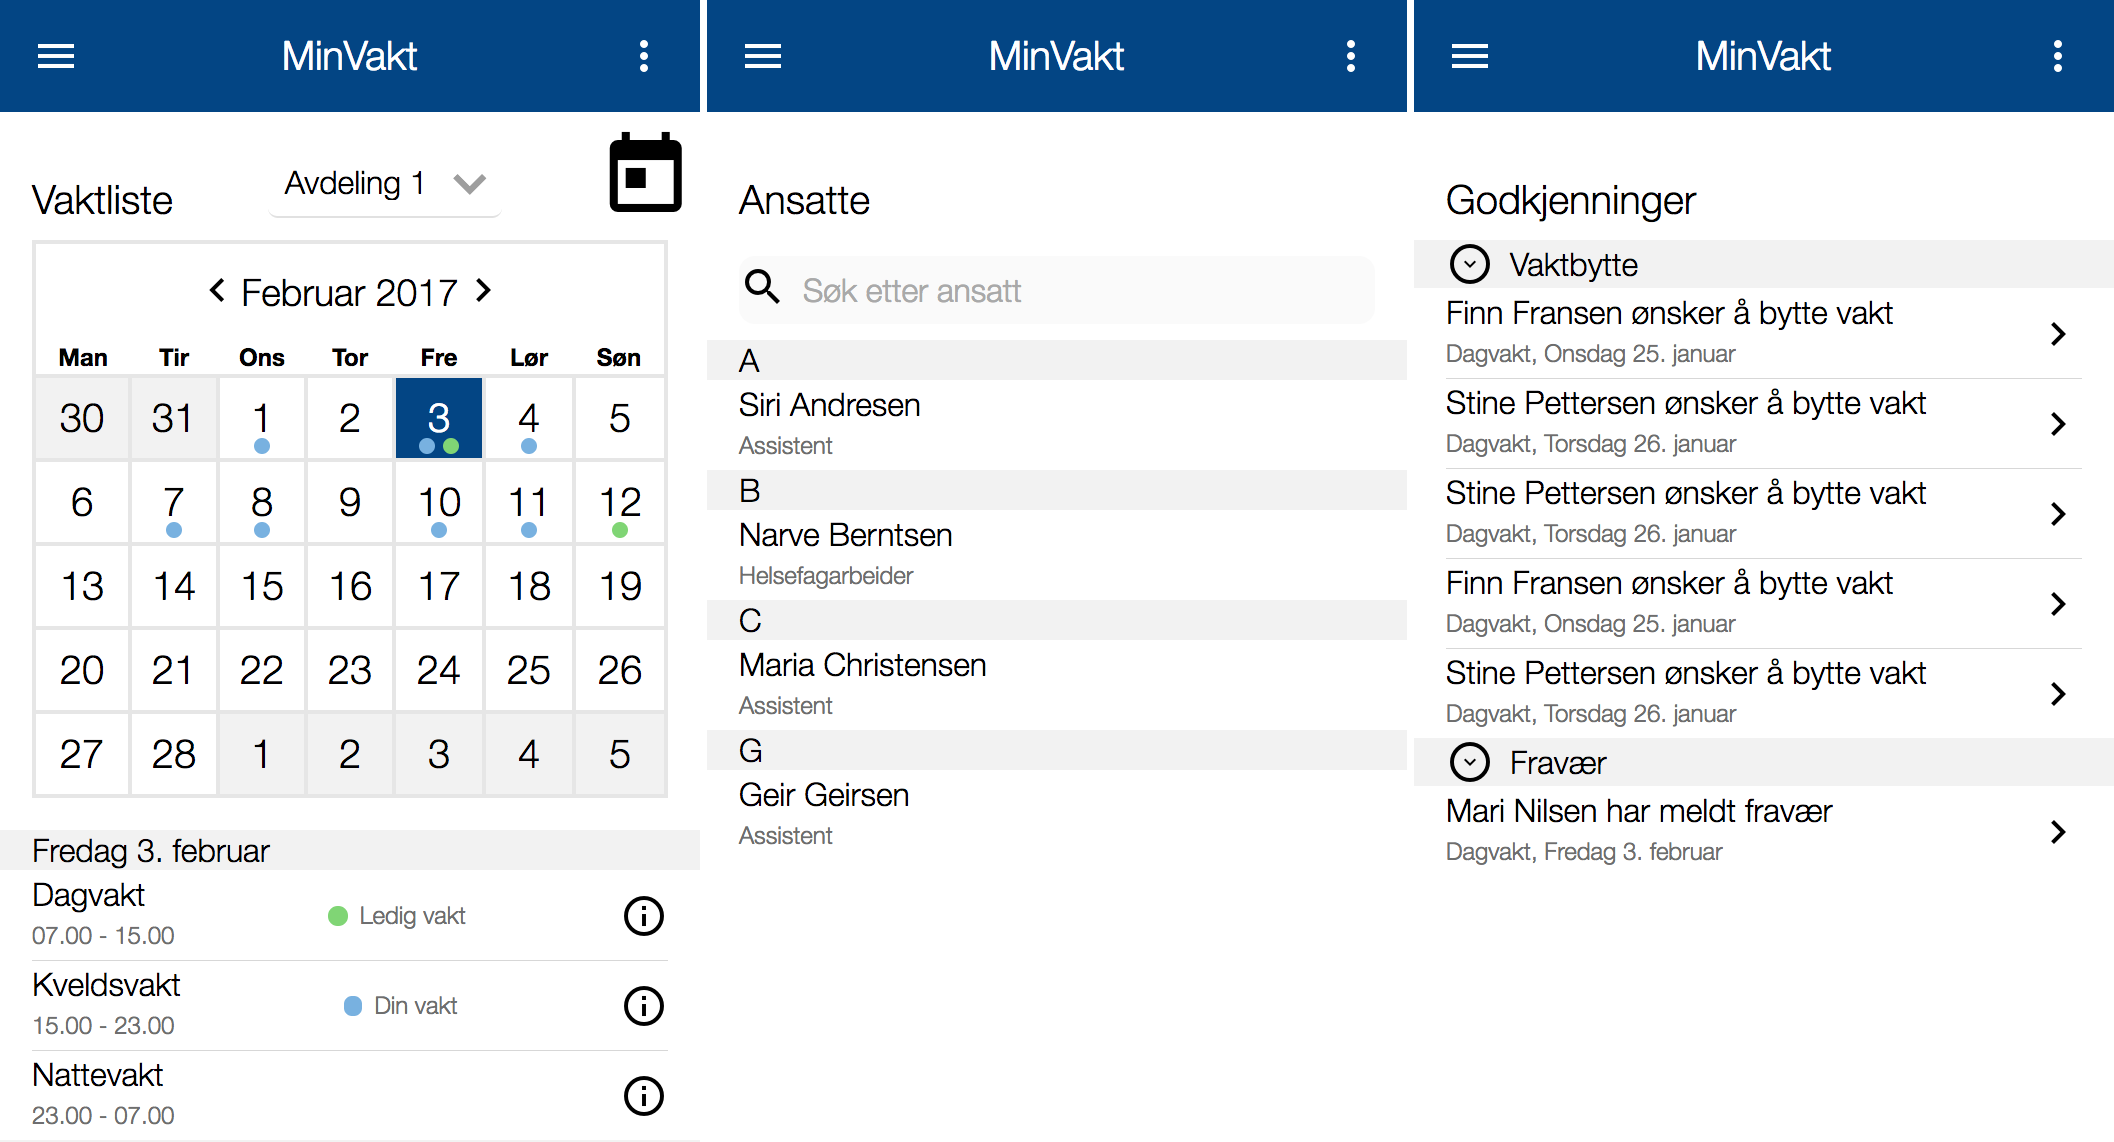 MinVakt
Vaktliste
Avdeling 1
Februar 2017
Man Tir Ons Tor Fre Lør Søn
30 31 1 2 3 4 5
6 7 8 9 10 11 12
13 14 15 16 17 18 19
20 21 22 23 24 25 26
27 28 1 2 3 4 5
Fredag 3. februar
Dagvakt
07.00 - 15.00
Ledig vakt
Kveldsvakt
15.00 - 23.00
Din vakt
Nattevakt
23.00 - 07.00
MinVakt
Ansatte
Søk etter ansatt
A
Siri Andresen
Assistent
B
Narve Berntsen
Helsefagarbeider
C
Maria Christensen
Assistent
G
Geir Geirsen
Assistent
MinVakt
Godkjenninger
Vaktbytte
Finn Fransen ønsker å bytte vakt
Dagvakt, Onsdag 25. januar
Stine Pettersen ønsker å bytte vakt
Dagvakt, Torsdag 26. januar
Stine Pettersen ønsker å bytte vakt
Dagvakt, Torsdag 26. januar
Finn Fransen ønsker å bytte vakt
Dagvakt, Onsdag 25. januar
Stine Pettersen ønsker å bytte vakt
Dagvakt, Torsdag 26. januar
Fravær
Mari Nilsen har meldt fravær
Dagvakt, Fredag 3. februar